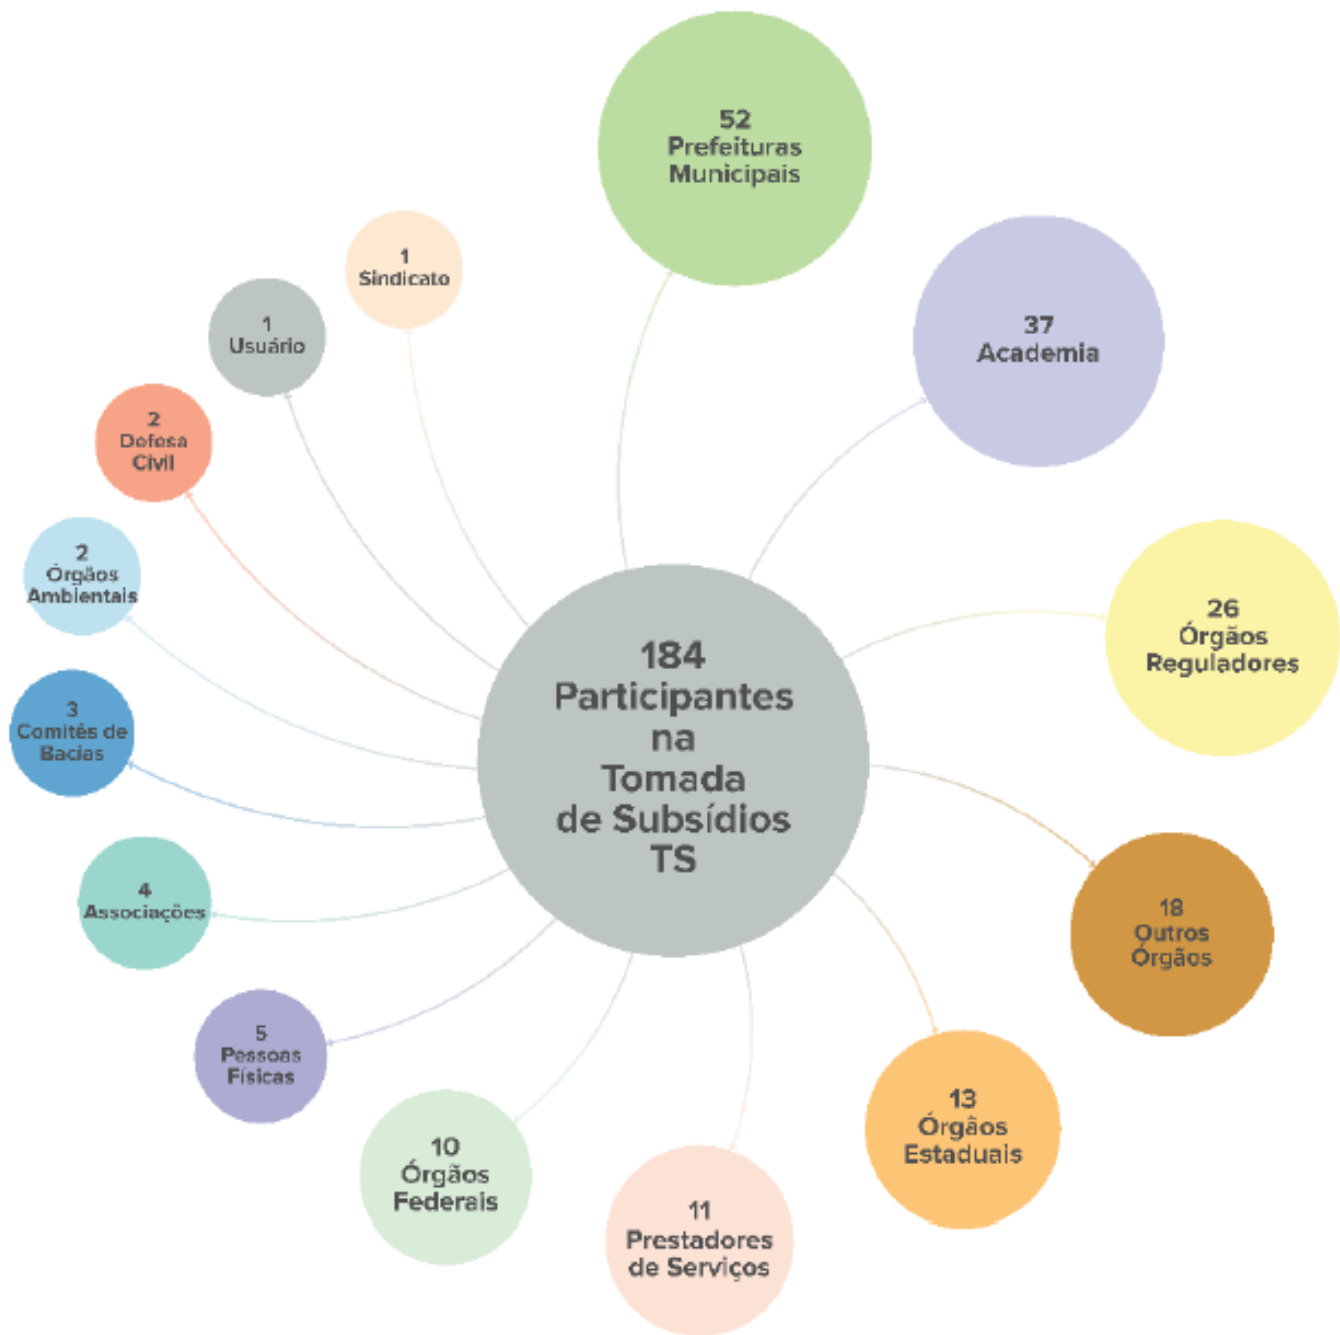 52
Prefeituras
Municipais
37
Academia
26
Órgãos
Reguladores
18
Outros
Órgãos
13
Órgãos
Estaduais
11
Prestadores
de Serviços
10
Órgãos
Federais
5
Pessoas
Físicas
4
Associações
3
Comitês de
Bacias
2
Órgãos
Ambientais
2
Defesa
Civil
1
Usuário
1
Sindicato
184
Participantes
na
Tomada
de Subsídios
TS